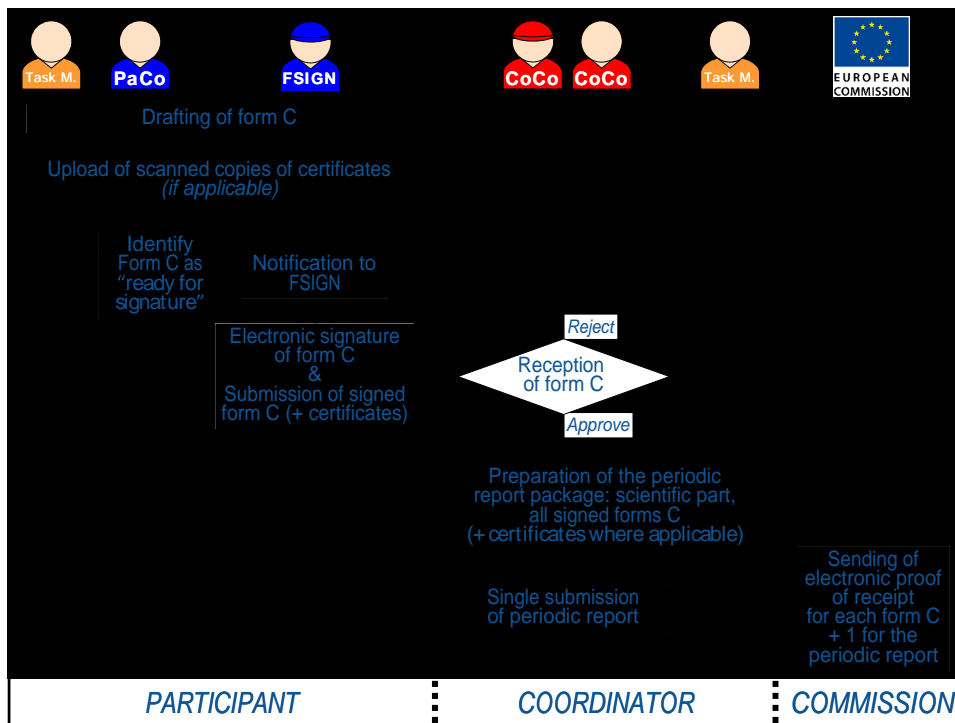 Task M.
PaCo
FSIGN
CoCo
CoCo
Task M.
EUROPEAN
COMMISSION
Drafting of form C
Upload of scanned copies of certificates
(if applicable)
Identify
Form C as
“ready for
signature”
Notification to
FSIGN
Electronic signature
of form C
&
Submission of signed
form C (+ certificates)
Reject
Reception
of form C
Approve
Preparation of the periodic
report package: scientific part,
all signed forms C
(+ certificates where applicable)
Single submission
of periodic report
Sending of
electronic proof
of receipt
for each form C
+ 1 for the
periodic report
PARTICIPANT
COORDINATOR
COMMISSION